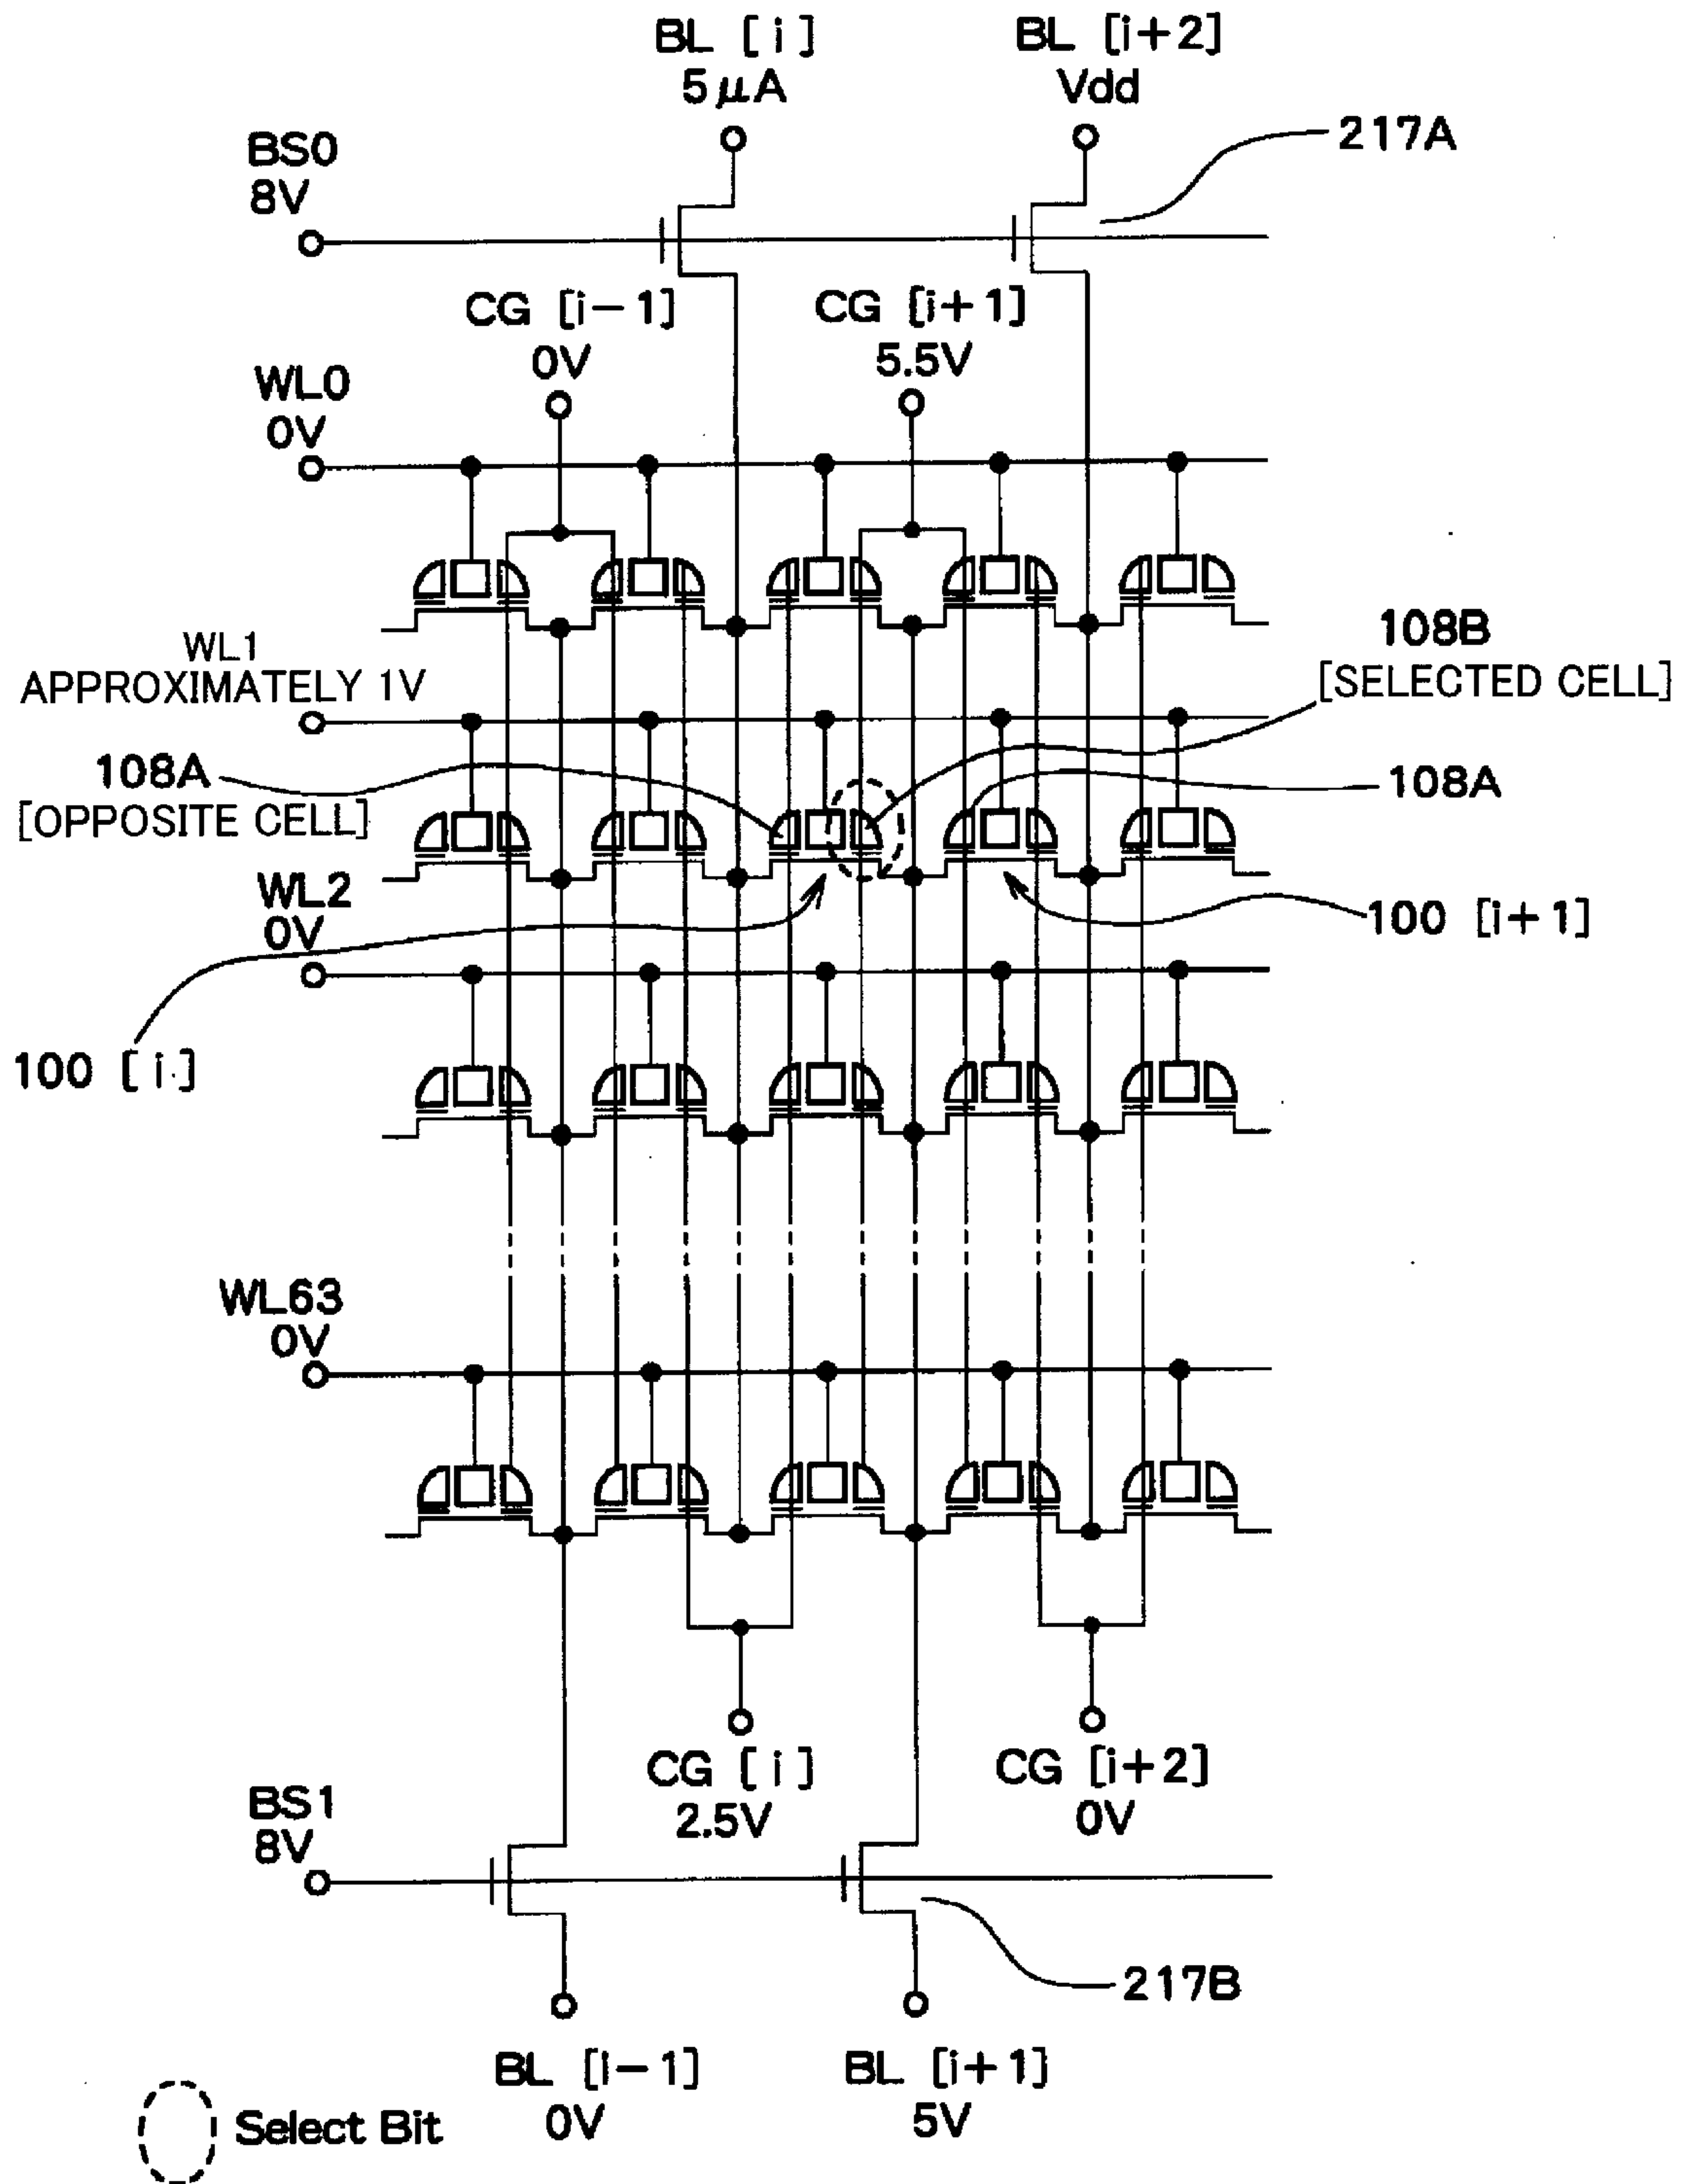 BL [i]
5μA
BL [i+2]
Vdd
217A
BS0
8V
CG [i-1]
0V
CG [i+1]
5.5V
WL0
0V
108B
[SELECTED CELL]
WL1
APPROXIMATELY 1V
108A
[OPPOSITE CELL]
108A
WL2
0V
100 [i+1]
100 [i]
WL63
0V
CG [i]
2.5V
CG [i+2]
0V
BS1
8V
217B
BL [i-1]
0V
BL [i+1]
5V
Select Bit